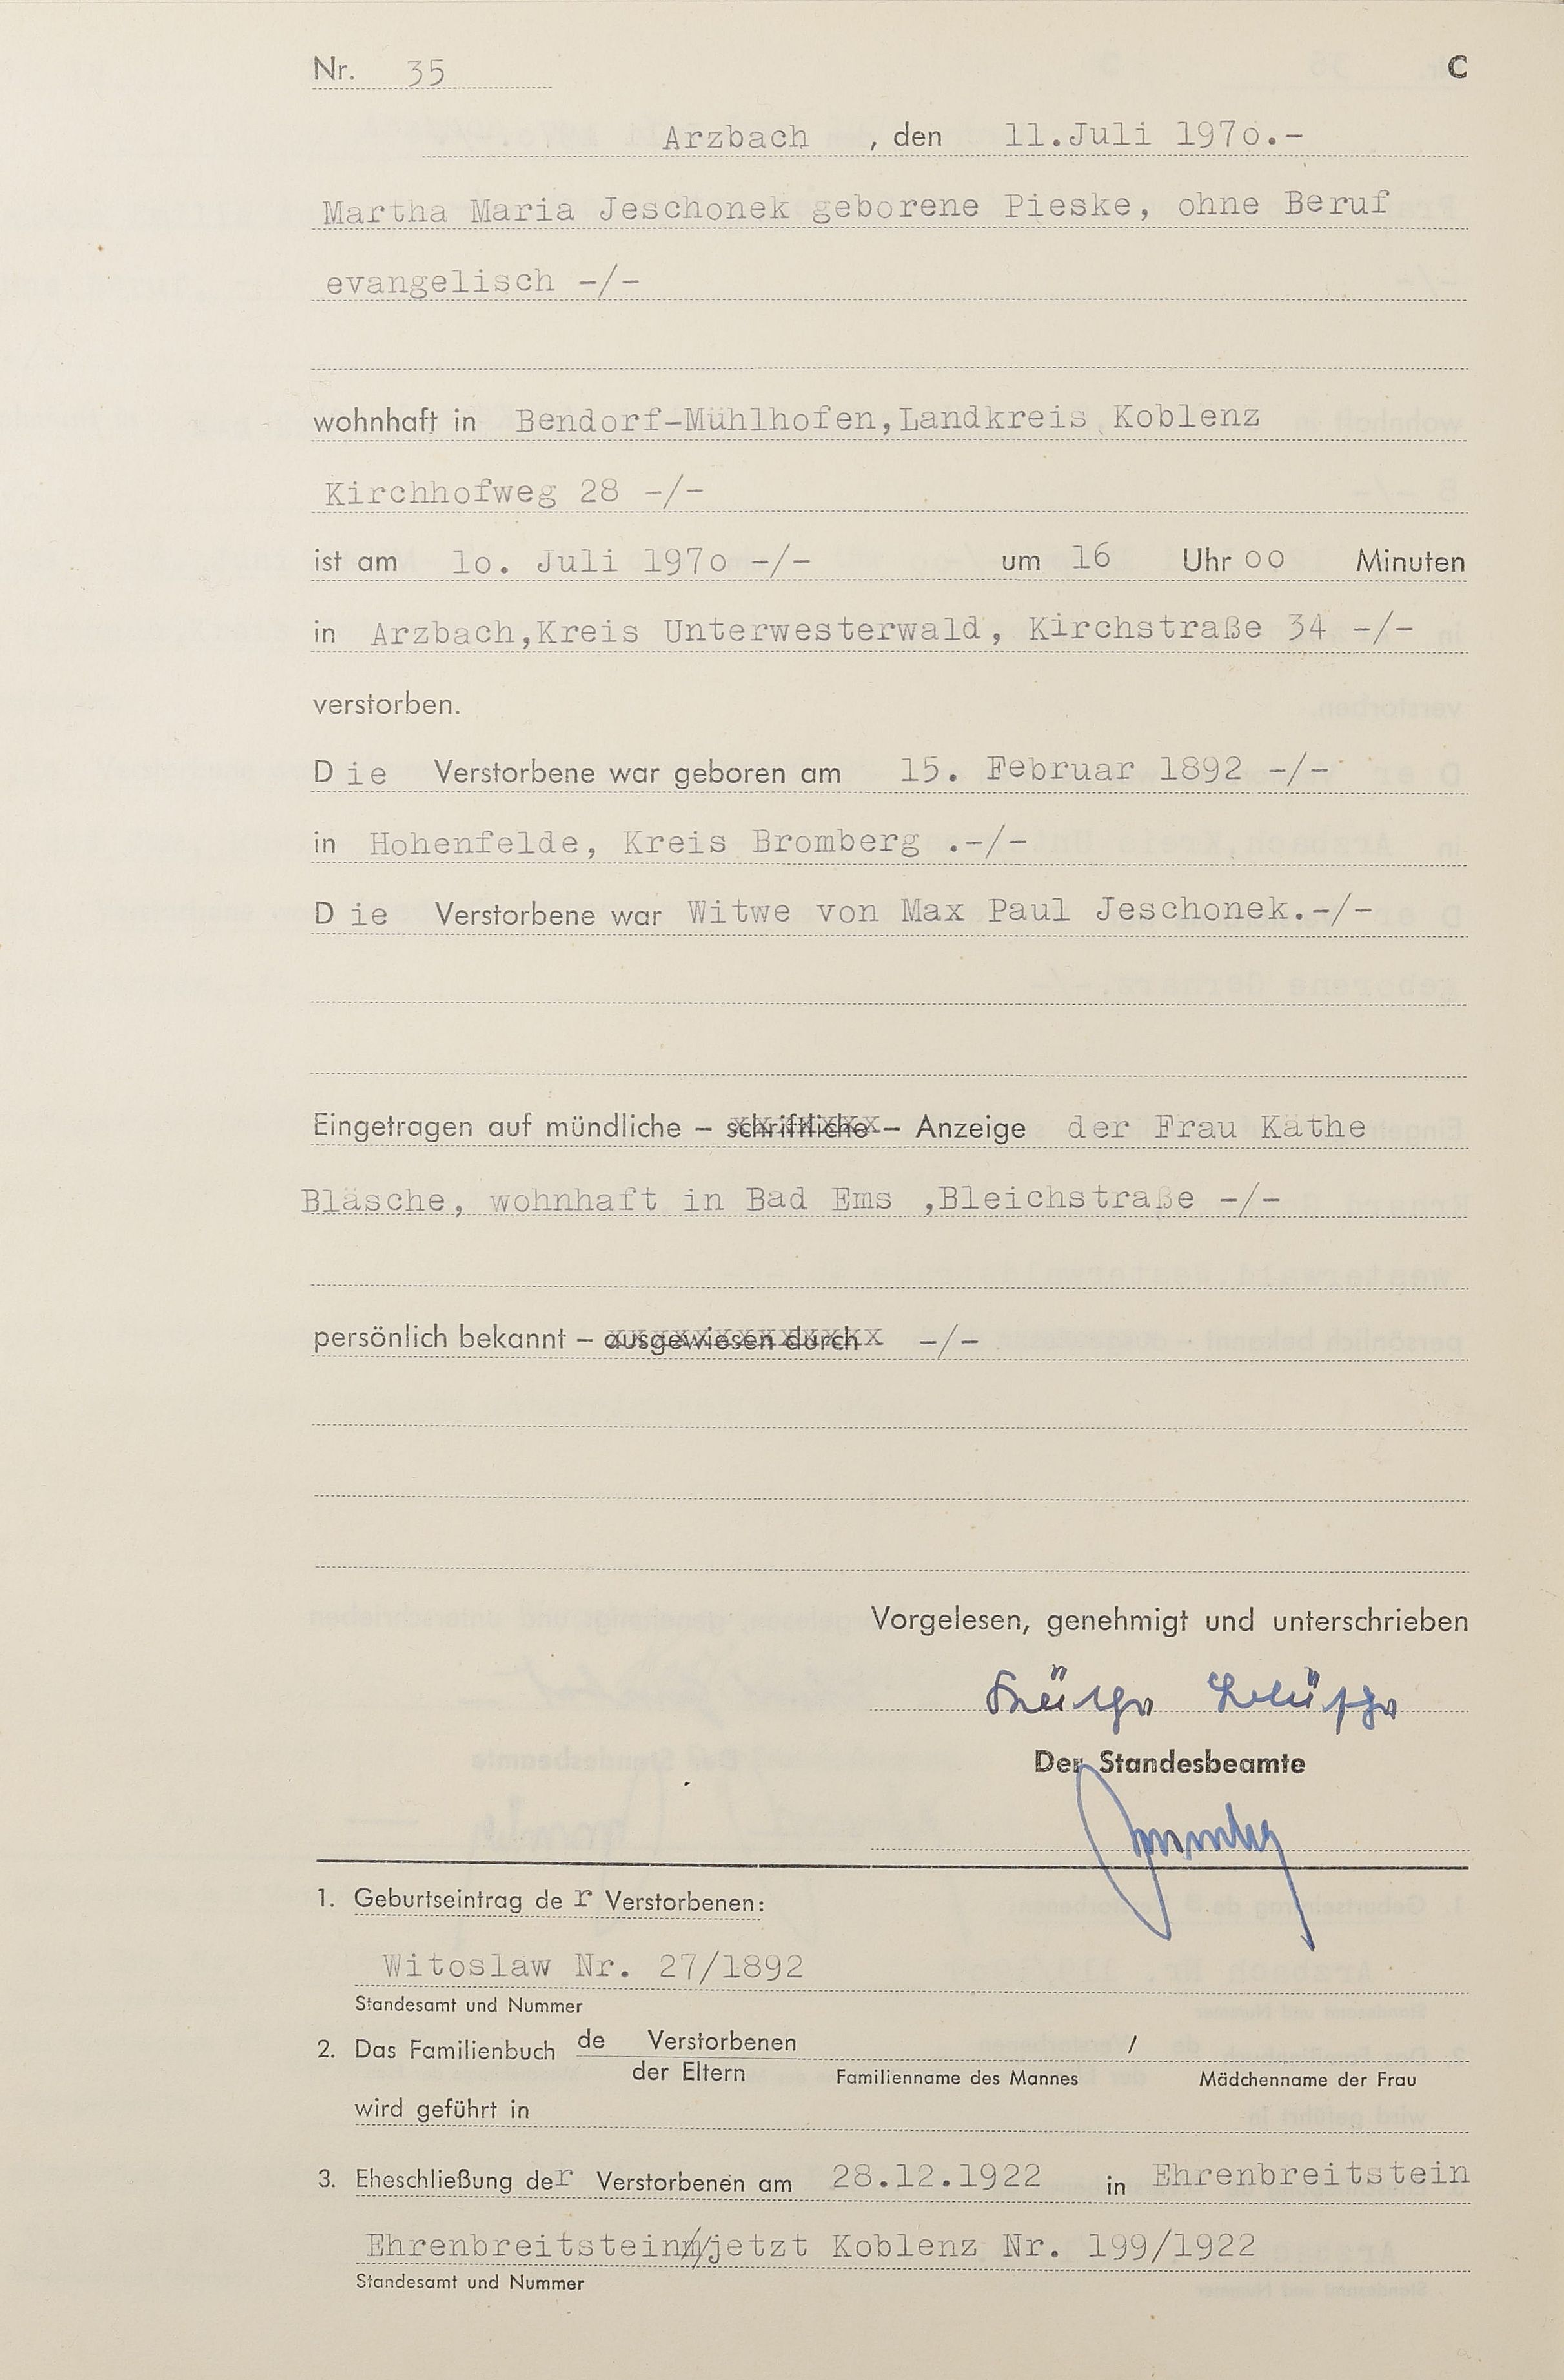 Nr. 35 C
Arzbach , den 11.Juli 197o.-
Martha Maria Jeschonek geborene Pieske, ohne Beruf
evangelisch -/-
wohnhaft in Bendorf-Mühlhofen,Landkreis Koblenz
Kirchhofweg 28 -/-
ist am 1o. Juli 197o -/- um 16 Uhr oo Minuten
in Arzbach,Kreis Unterwesterwald, Kirchstraße 34 -/-
verstorben.
Die Verstorbene war geboren am 15. Februar 1892 -/-
in Hohenfelde, Kreis Bromberg .-/-
Die Verstorbene war Witwe von Max Paul Jeschonek.-/-
Eingetragen auf mündliche – schriftliche – Anzeige der Frau Käthe
Bläsche, wohnhaft in Bad Ems ,Bleichstraße -/-
persönlich bekannt – ausgewiesen durch -/-
Vorgelesen, genehmigt und unterschrieben
Käthe Bläsche
Der Standesbeamte
1. Geburtseintrag der Verstorbenen:
Witoslaw Nr. 27/1892
Standesamt und Nummer
2. Das Familienbuch de Verstorbenen /
der Eltern Familienname des Mannes Mädchenname der Frau
wird geführt in
3. Eheschließung der Verstorbenen am 28.12.1922 in Ehrenbreitstein
Ehrenbreitstein/jetzt Koblenz Nr. 199/1922
Standesamt und Nummer